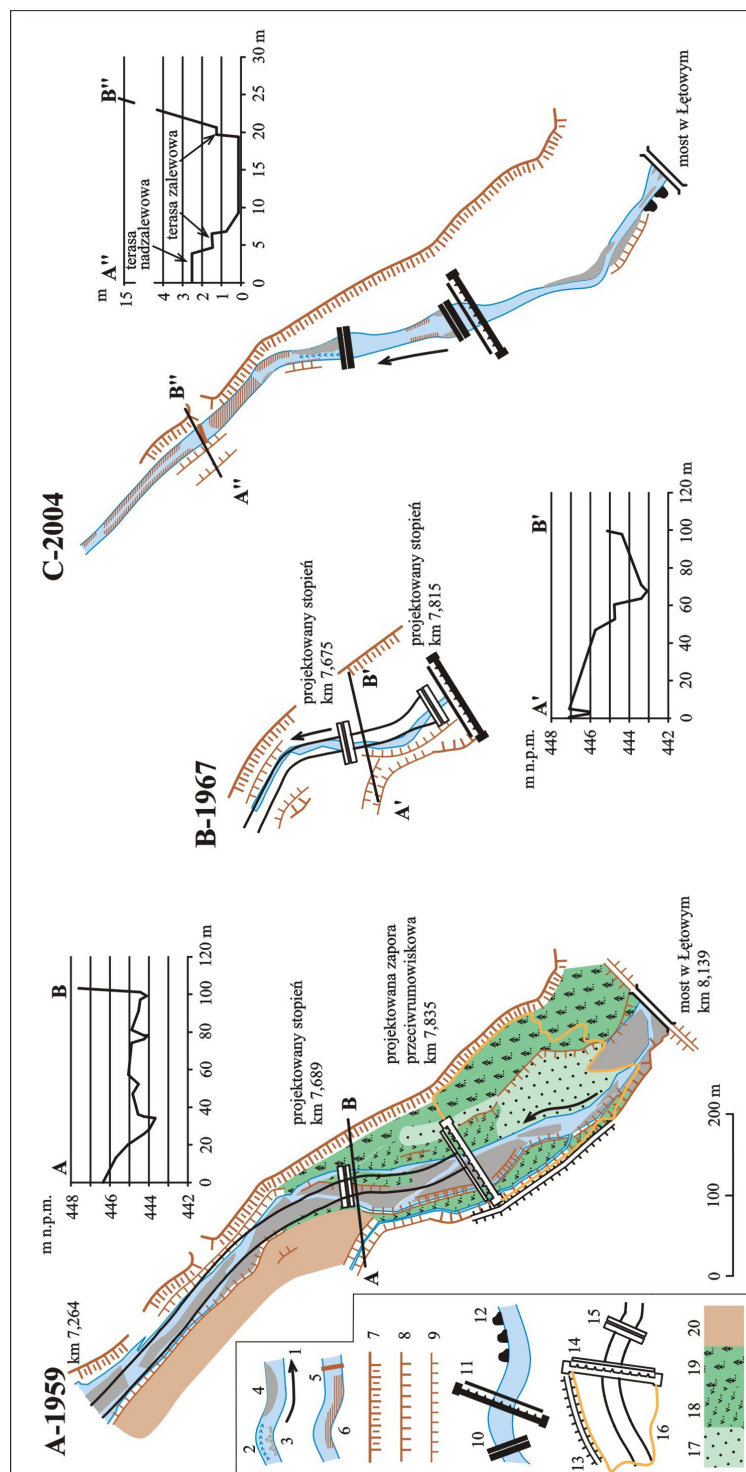 A-1959
km 7,264
m n.p.m.
A
B
448
446
444
442
0
20
40
60
80
100
120 m
projektowany stopień
km 7,689
B
A
projektowana zapora
przeciwrumowiskowa
km 7,835
most w Łętowym
km 8,139
0
100
200 m
B-1967
projektowany stopień
km 7,675
projektowany stopień
km 7,815
A'
B'
m n.p.m.
A'
B'
448
446
444
442
0
20
40
60
80
100
120 m
C-2004
A"
B"
m
15
4
3
2
1
0
A"
B"
terasa
nadzalewowa
terasa zalewowa
0
5
10
15
20
25
30 m
most w Łętowym
1
2
3
4
5
6
7
8
9
10
11
12
13
14
15
16
17
18
19
20